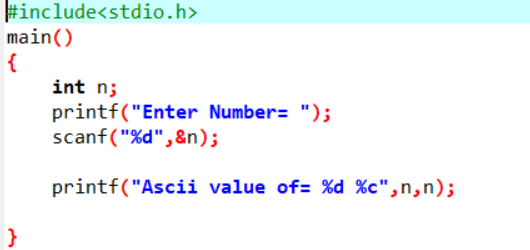 #include<stdio.h>
main()
{
    int n;
    printf("Enter Number= ");
    scanf("%d",&n);
    printf("Ascii value of= %d %c",n,n);
}